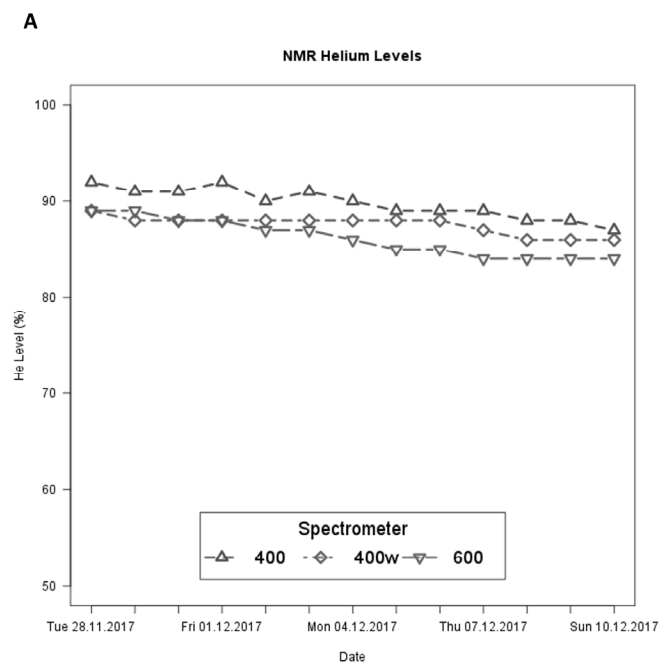 A
NMR Helium Levels
100
90
80
70
60
50
He Level (%)
Spectrometer
400 400w 600
Tue 28.11.2017 Fri 01.12.2017 Mon 04.12.2017 Thu 07.12.2017 Sun 10.12.2017
Date